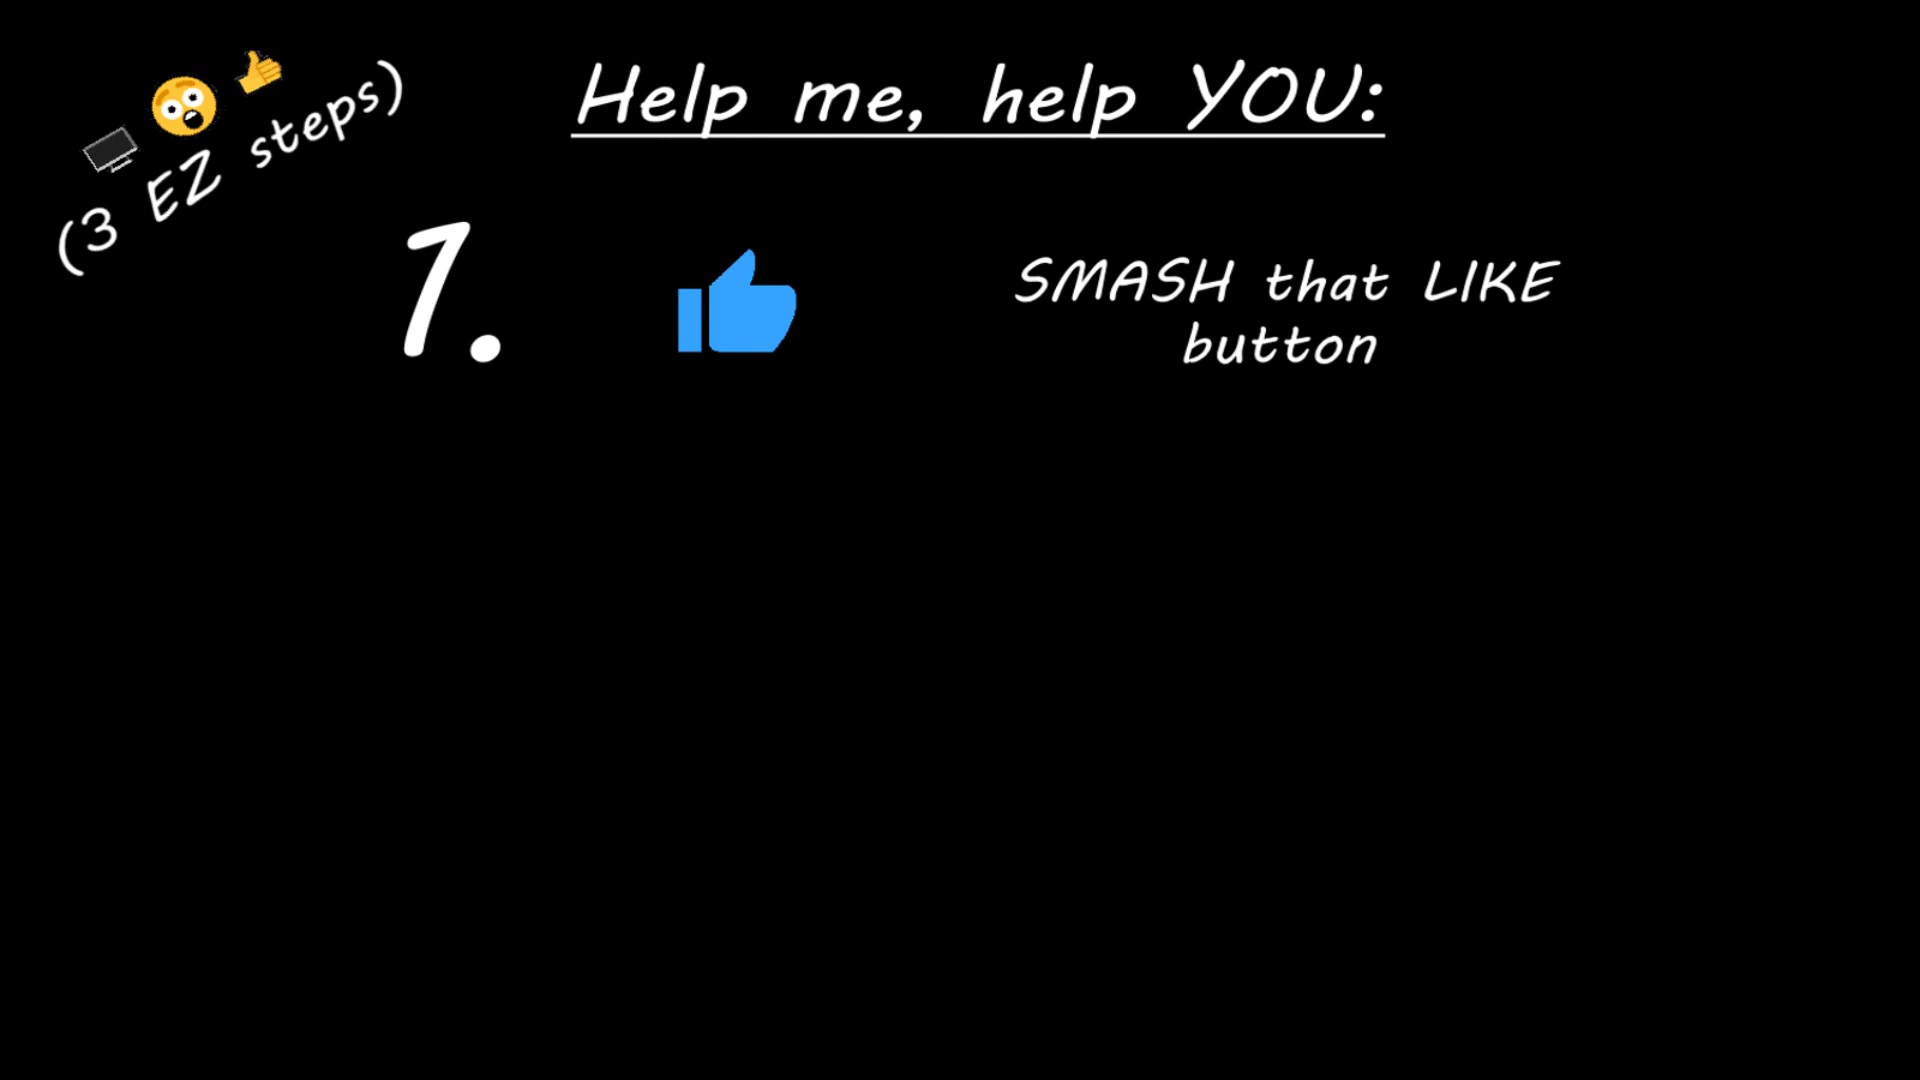 Help me, help YOU:
(3 EZ steps)
1.
SMASH that LIKE
button